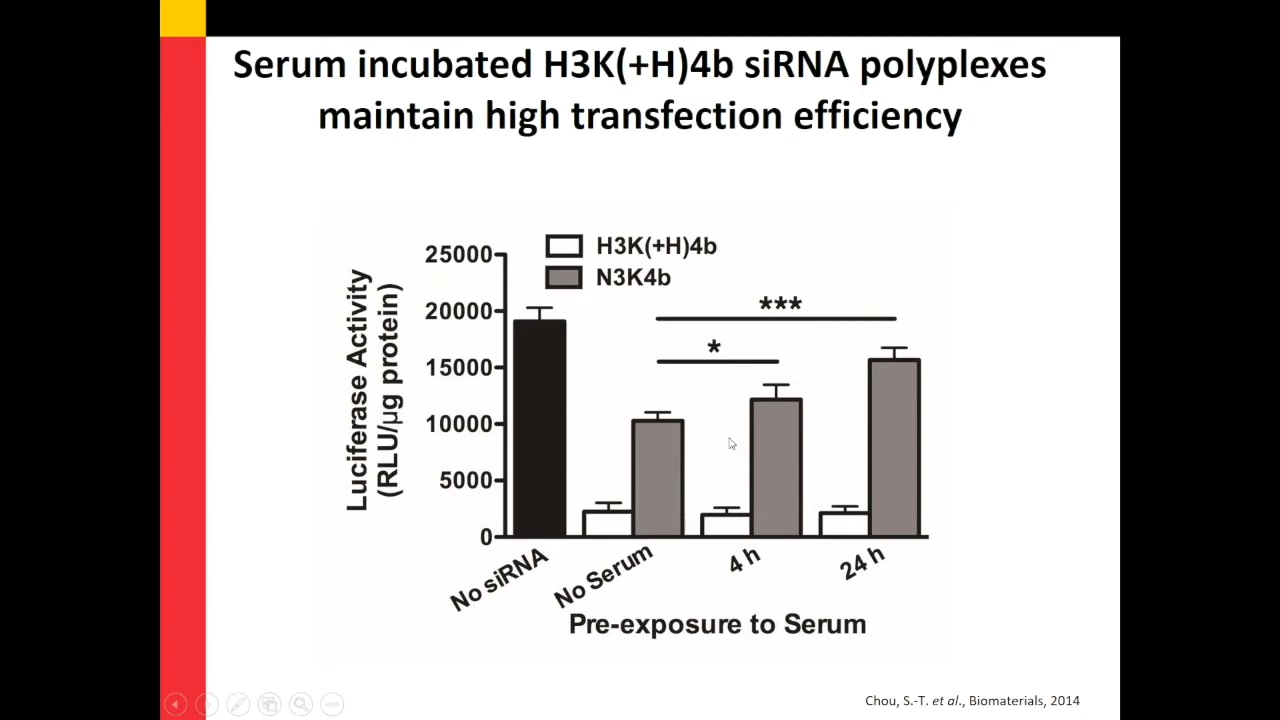 Serum incubated H3K(+H)4b siRNA polyplexes
maintain high transfection efficiency
H3K(+H)4b
N3K4b
Luciferase Activity
(RLU/µg protein)
25000
20000
15000
10000
5000
0
***
*
No siRNA
No Serum
4 h
24 h
Pre-exposure to Serum
Chou, S.-T. et al., Biomaterials, 2014